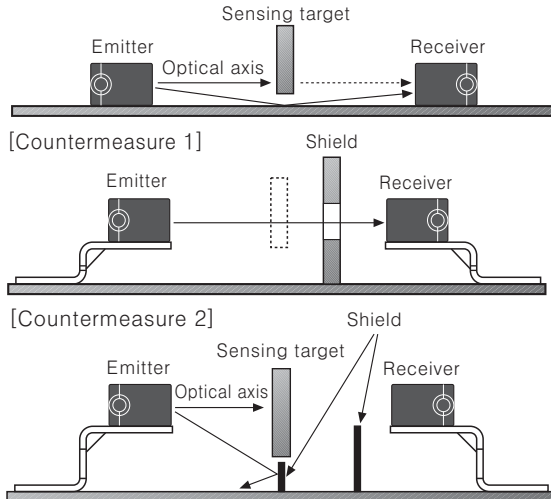 Sensing target
Emitter
Receiver
Optical axis
[Countermeasure 1]
Shield
Emitter
Receiver
[Countermeasure 2]
Shield
Sensing target
Emitter
Receiver
Optical axis